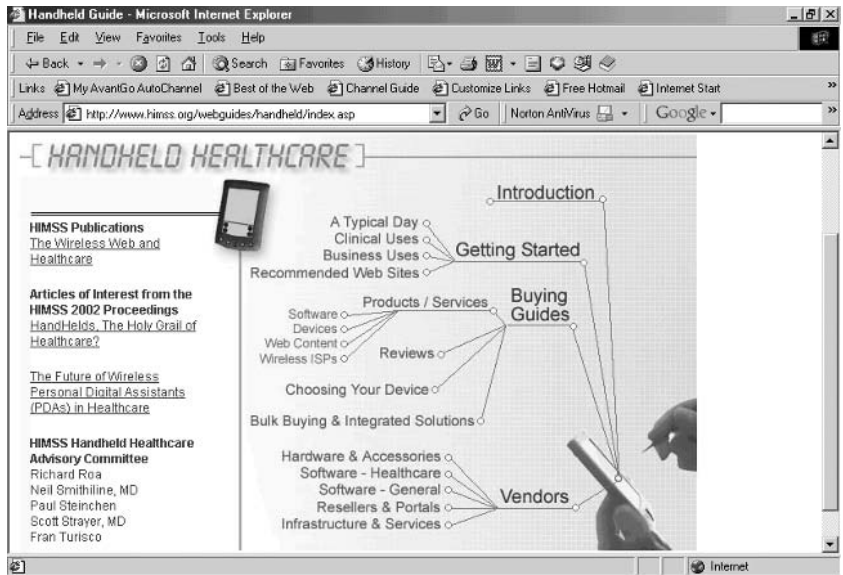 Handheld Guide - Microsoft Internet Explorer
File Edit View Favorites Tools Help
Back Search Favorites History
Links My AvantGo AutoChannel Best of the Web Channel Guide Customize Links Free Hotmail Internet Start »
Address http://www.himss.org/webguides/handheld/index.asp Go Norton AntiVirus Google »
HANDHELD HEALTHCARE
HIMSS Publications
The Wireless Web and
Healthcare
Articles of Interest from the
HIMSS 2002 Proceedings
HandHelds, The Holy Grail of
Healthcare?
The Future of Wireless
Personal Digital Assistants
(PDAs) in Healthcare
HIMSS Handheld Healthcare
Advisory Committee
Richard Roa
Neil Smithiline, MD
Paul Steinchen
Scott Strayer, MD
Fran Turisco
Introduction
Getting Started
A Typical Day
Clinical Uses
Business Uses
Recommended Web Sites
Buying
Guides
Products / Services
Software
Devices
Web Content
Wireless ISPs
Reviews
Choosing Your Device
Bulk Buying & Integrated Solutions
Vendors
Hardware & Accessories
Software - Healthcare
Software - General
Resellers & Portals
Infrastructure & Services
Internet